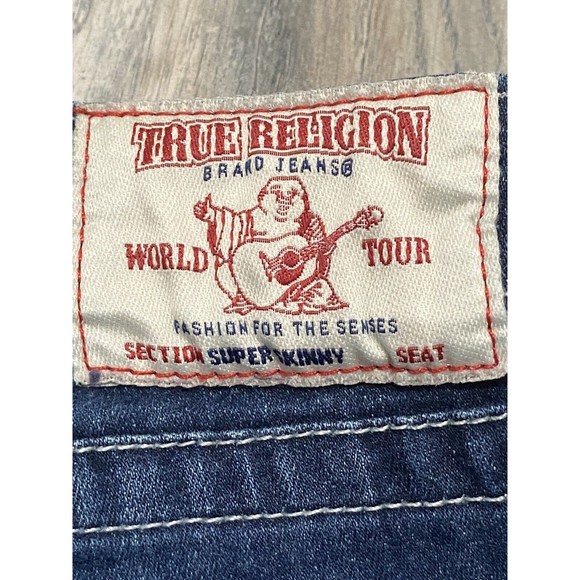 TRUE RELIGION
BRAND JEANS®
WORLD TOUR
FASHION FOR THE SENSES
SECTION SUPER SKINNY SEAT